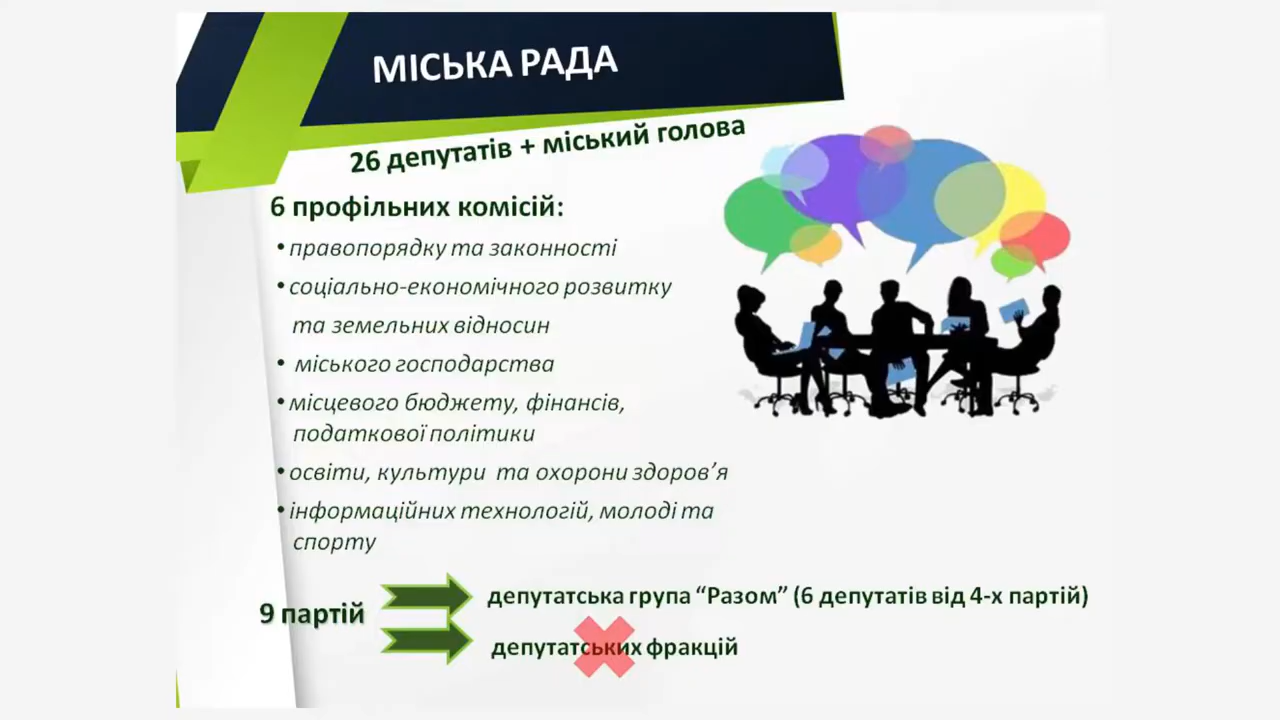 МІСЬКА РАДА
26 депутатів + міський голова
6 профільних комісій:
• правопорядку та законності
• соціально-економічного розвитку
та земельних відносин
• міського господарства
• місцевого бюджету, фінансів,
податкової політики
• освіти, культури та охорони здоров’я
• інформаційних технологій, молоді та
спорту
9 партій
депутатська група “Разом” (6 депутатів від 4-х партій)
депутатських фракцій